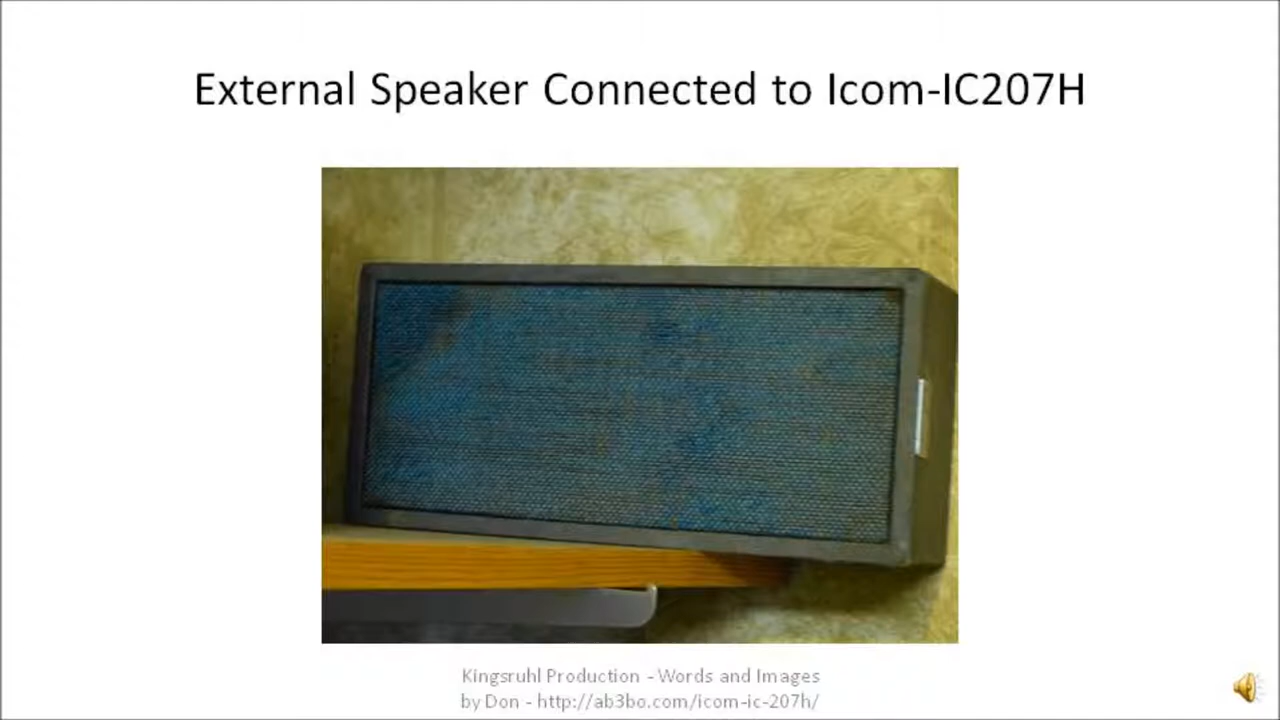 External Speaker Connected to Icom-IC207H
Kingsruhl Production - Words and Images
by Don - http://ab3bo.com/icom-ic-207h/